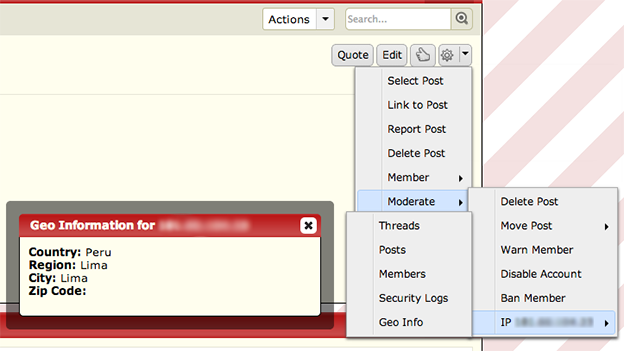 Actions
Search...
Quote
Edit
Select Post
Link to Post
Report Post
Delete Post
Member
Moderate
Delete Post
Move Post
Warn Member
Disable Account
Ban Member
IP
Threads
Posts
Members
Security Logs
Geo Info
Geo Information for
Country: Peru
Region: Lima
City: Lima
Zip Code: